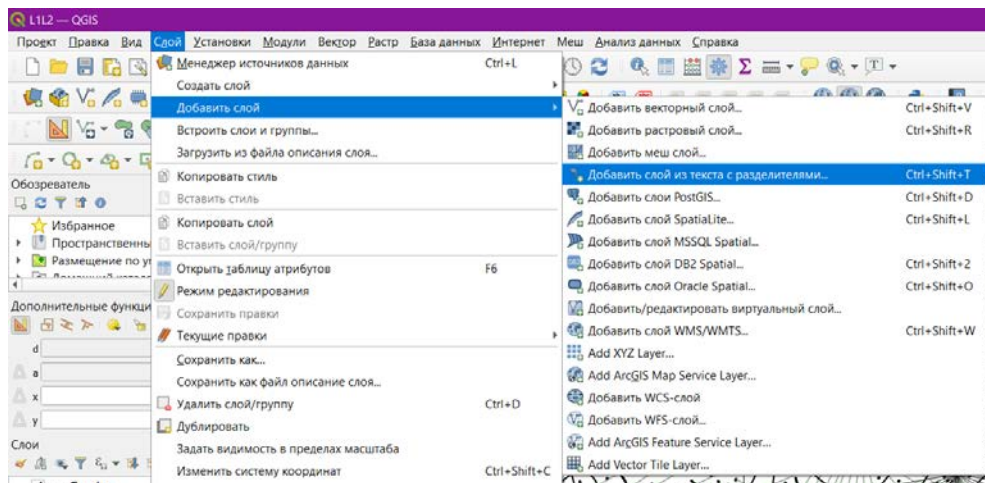 L1L2 — QGIS
Проект Правка Вид Слой Установки Модули Вектор Растр База данных Интернет Меш Анализ данных Справка
Менеджер источников данных Ctrl+L
Создать слой
Добавить слой
Встроить слои и группы...
Загрузить из файла описания слоя...
Копировать стиль
Вставить стиль
Копировать слой
Вставить слой/группу
Открыть таблицу атрибутов F6
Режим редактирования
Сохранить правки
Текущие правки
Сохранить как...
Сохранить как файл описание слоя...
Удалить слой/группу Ctrl+D
Дублировать
Задать видимость в пределах масштаба
Изменить систему координат Ctrl+Shift+C
Добавить векторный слой... Ctrl+Shift+V
Добавить растровый слой... Ctrl+Shift+R
Добавить меш слой...
Добавить слой из текста с разделителями... Ctrl+Shift+T
Добавить слои PostGIS... Ctrl+Shift+D
Добавить слой SpatiaLite... Ctrl+Shift+L
Добавить слой MSSQL Spatial...
Добавить слой DB2 Spatial... Ctrl+Shift+2
Добавить слой Oracle Spatial... Ctrl+Shift+O
Добавить/редактировать виртуальный слой...
Добавить слой WMS/WMTS... Ctrl+Shift+W
Add XYZ Layer...
Add ArcGIS Map Service Layer...
Добавить WCS-слой
Добавить WFS-слой...
Add ArcGIS Feature Service Layer...
Add Vector Tile Layer...
Обозреватель
Избранное
Пространственны
Размещение по у
Дополнительные функци
d
a
x
y
Слои